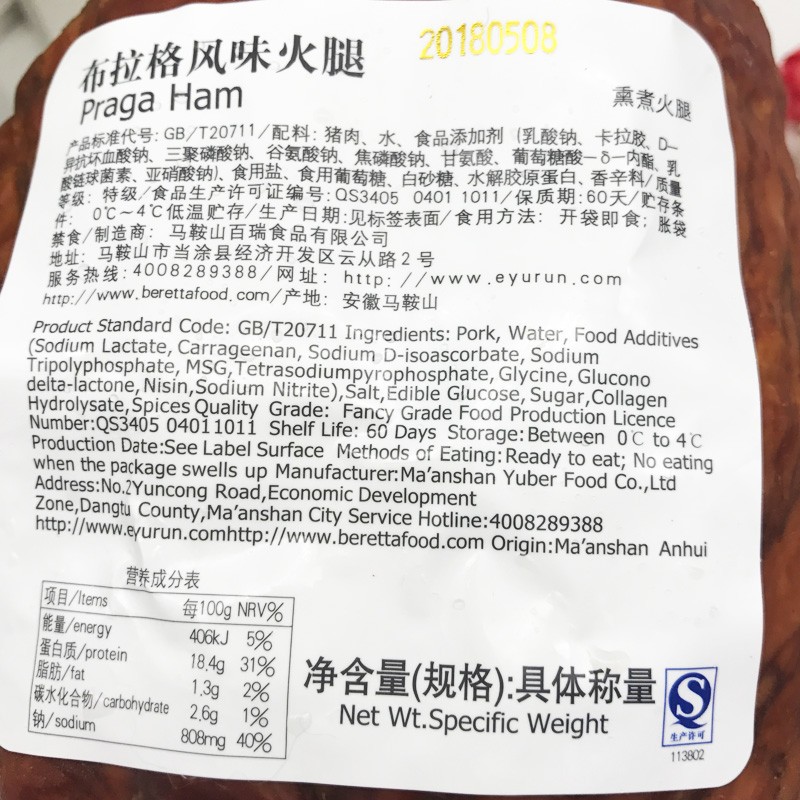 布拉格风味火腿
20180508
Praga Ham
熏煮火腿
产品标准代号: GB/T20711/配料: 猪肉、水、食品添加剂 (乳酸钠、卡拉胶、D-
异抗坏血酸钠、三聚磷酸钠、谷氨酸钠、焦磷酸钠、甘氨酸、葡萄糖酸-δ-内酯、乳
酸链球菌素、亚硝酸钠)、食用盐、食用葡萄糖、白砂糖、水解胶原蛋白、香辛料/质量
等级: 特级/食品生产许可证编号:QS3405 0401 1011/保质期:60天/贮存条
件: 0℃~4℃低温贮存/生产日期:见标签表面/食用方法: 开袋即食; 胀袋
禁食/制造商: 马鞍山百瑞食品有限公司
地址: 马鞍山市当涂县经济开发区云从路2号
服务热线:4008289388/网址: http: //www.eyurun.com
http://www.berettafood.com/产地: 安徽马鞍山
Product Standard Code: GB/T20711 Ingredients: Pork, Water, Food Additives
(Sodium Lactate, Carrageenan, Sodium D-isoascorbate, Sodium
Tripolyphosphate, MSG,Tetrasodiumpyrophosphate, Glycine, Glucono
delta-lactone, Nisin,Sodium Nitrite),Salt,Edible Glucose, Sugar,Collagen
Hydrolysate,Spices Quality Grade: Fancy Grade Food Production Licence
Number:QS3405 04011011 Shelf Life: 60 Days Storage:Between 0℃ to 4℃
Production Date:See Label Surface Methods of Eating:Ready to eat; No eating
when the package swells up Manufacturer:Ma'anshan Yuber Food Co.,Ltd
Address:No.2Yuncong Road,Economic Development
Zone,Dangtu County,Ma'anshan City Service Hotline:4008289388
http://www.eyurun.comhttp://www.berettafood.com Origin:Ma'anshan Anhui
营养成分表
项目/Items 每100g NRV%
能量/energy 406kJ 5%
蛋白质/protein 18.4g 31%
脂肪/fat 1.3g 2%
碳水化合物/carbohydrate 2.6g 1%
钠/sodium 808mg 40%
净含量(规格):具体称量
Net Wt.Specific Weight
生产许可
113802